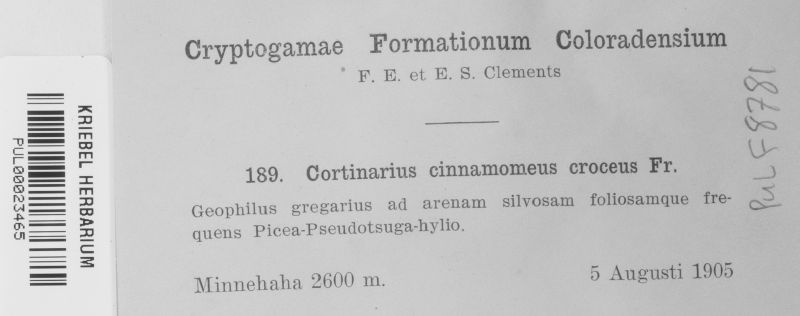 Cryptogamae Formationum Coloradensium
F. E. et E. S. Clements
189. Cortinarius cinnamomeus croceus Fr.
Geophilus gregarius ad arenam silvosam foliosamque fre-
quens Picea-Pseudotsuga-hylio.
Minnehaha 2600 m. 5 Augusti 1905
KRIEBEL HERBARIUM
PUL00023465
PUL F8781